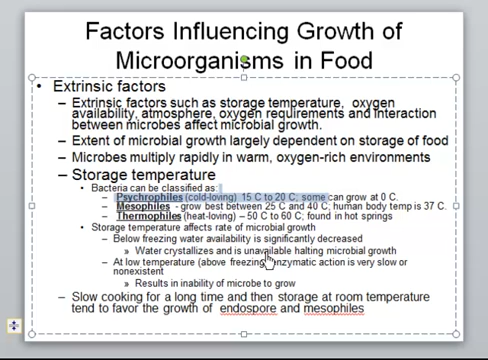 Factors Influencing Growth of
Microorganisms in Food
• Extrinsic factors
– Extrinsic factors such as storage temperature, oxygen
availability, atmosphere, oxygen requirements and interaction
between microbes affect microbial growth.
– Extent of microbial growth largely dependent on storage of food
– Microbes multiply rapidly in warm, oxygen-rich environments
– Storage temperature
• Bacteria can be classified as:
– Psychrophiles (cold-loving) 15 C to 20 C; some can grow at 0 C.
– Mesophiles - grow best between 25 C and 40 C; human body temp is 37 C.
– Thermophiles (heat-loving) – 50 C to 60 C; found in hot springs
• Storage temperature affects rate of microbial growth
– Below freezing water availability is significantly decreased
» Water crystallizes and is unavailable halting microbial growth
– At low temperature (above freezing) enzymatic action is very slow or
nonexistent
» Results in inability of microbe to grow
– Slow cooking for a long time and then storage at room temperature
tend to favor the growth of endospore and mesophiles